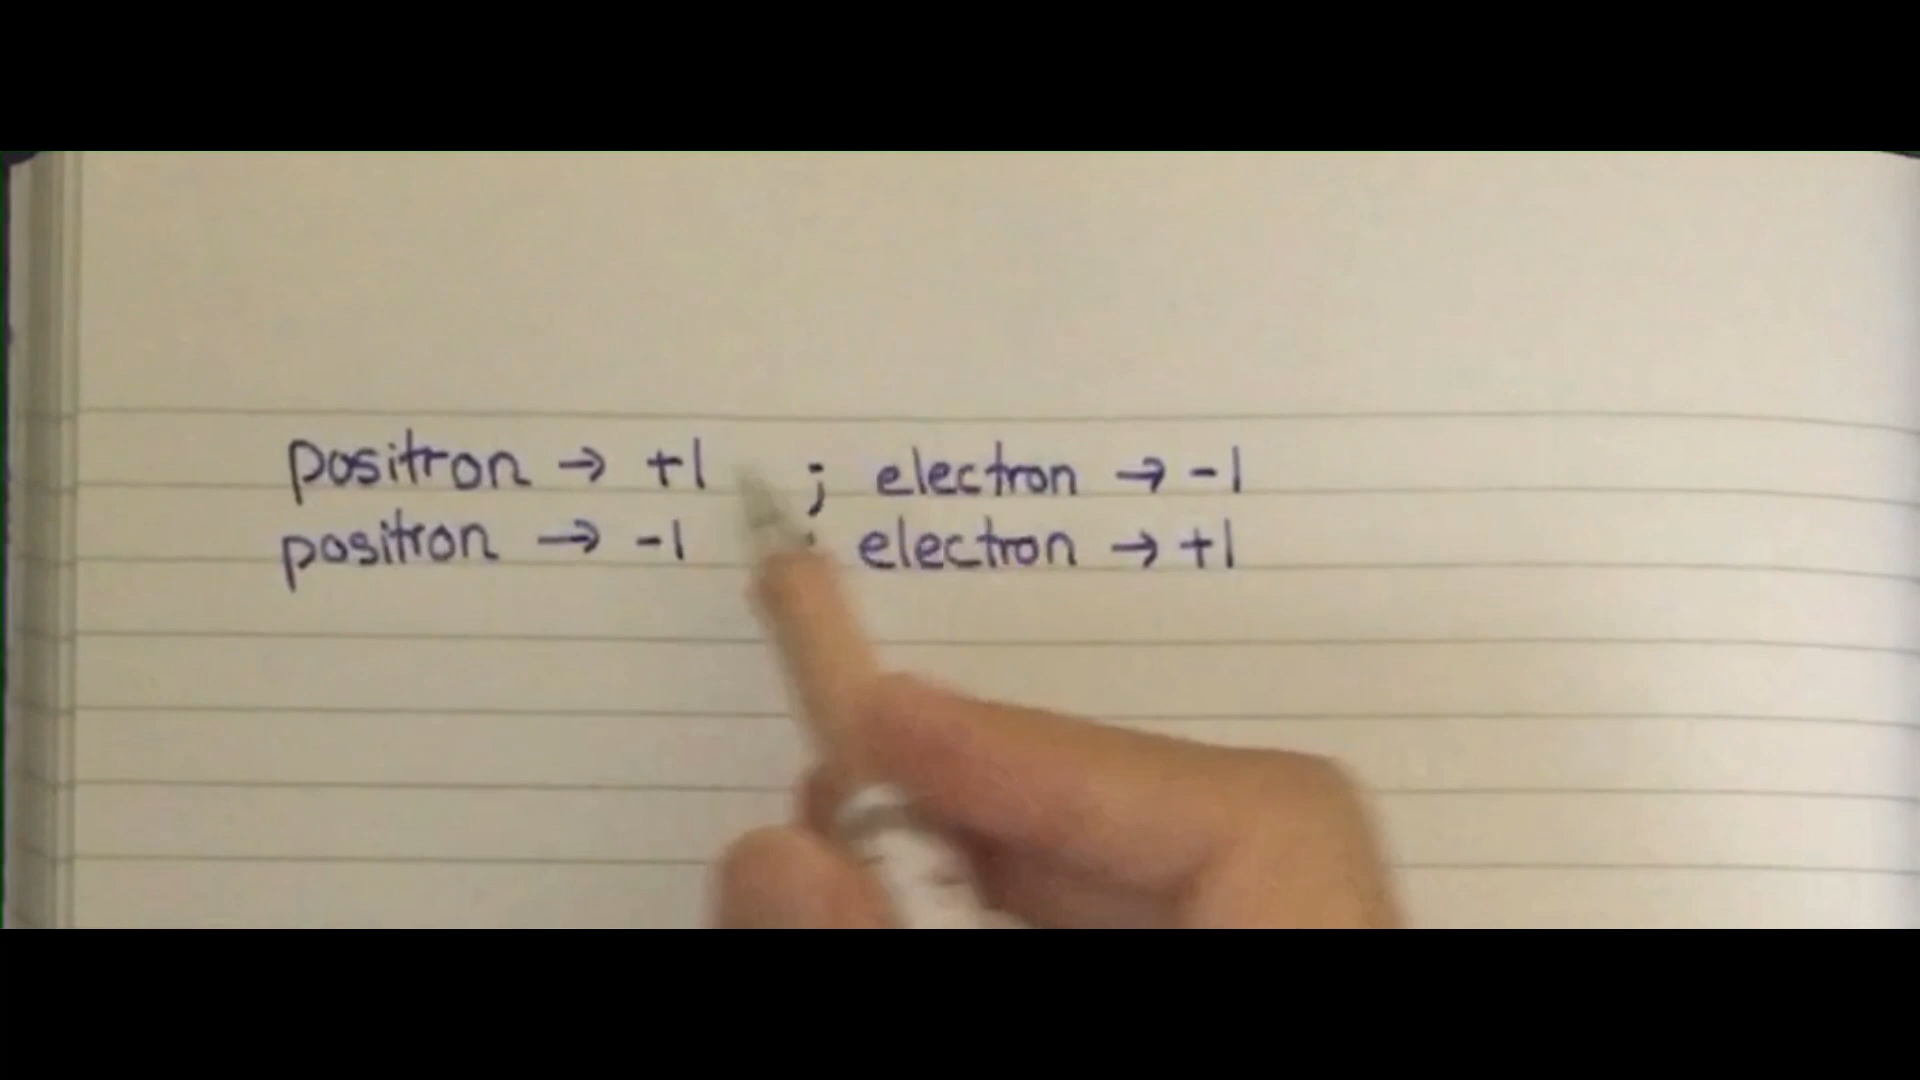 positron → +1 ; electron → -1
positron → -1 ; electron → +1